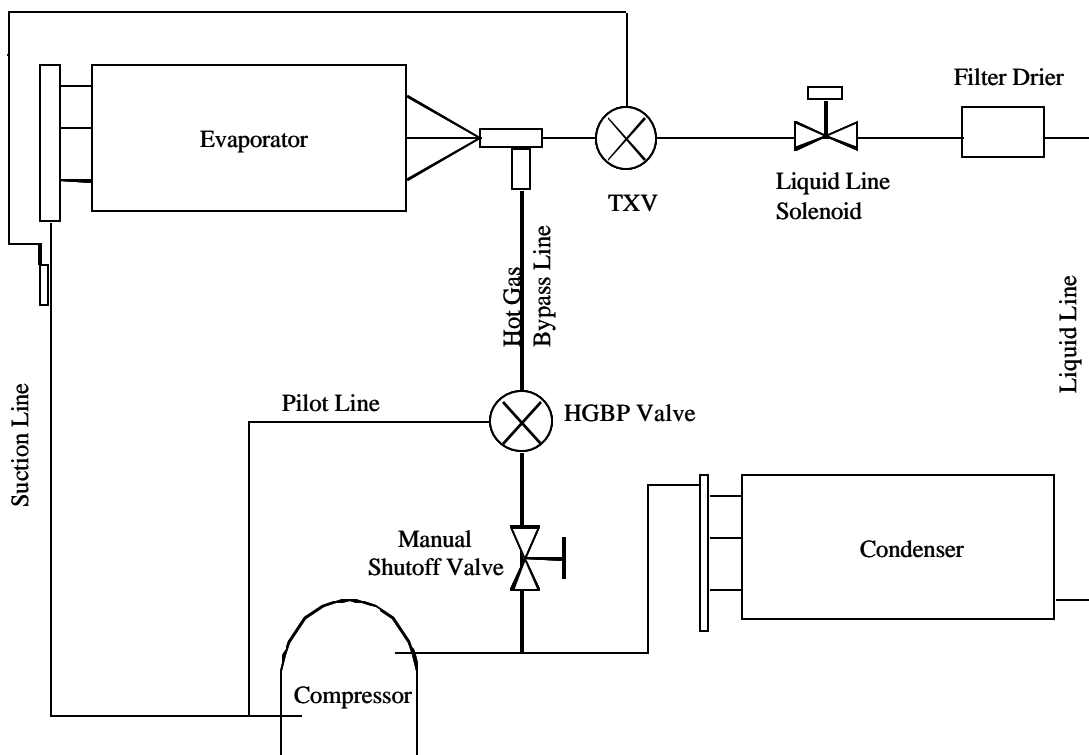 Filter Drier
Evaporator
TXV
Liquid Line
Solenoid
Hot Gas
Bypass Line
Liquid Line
Suction Line
Pilot Line
HGBP Valve
Manual
Shutoff Valve
Condenser
Compressor